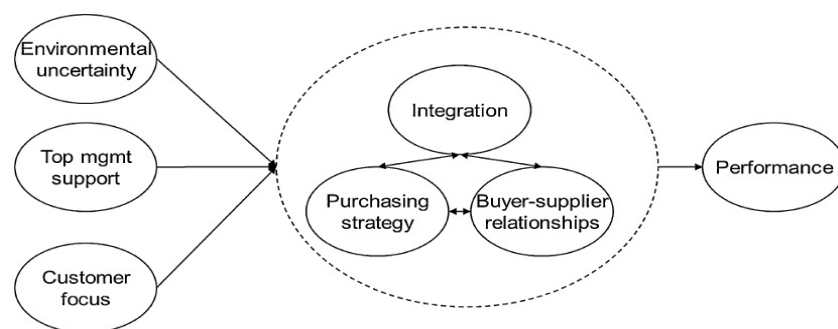 Environmental
uncertainty
Top mgmt
support
Customer
focus
Integration
Purchasing
strategy
Buyer-supplier
relationships
Performance